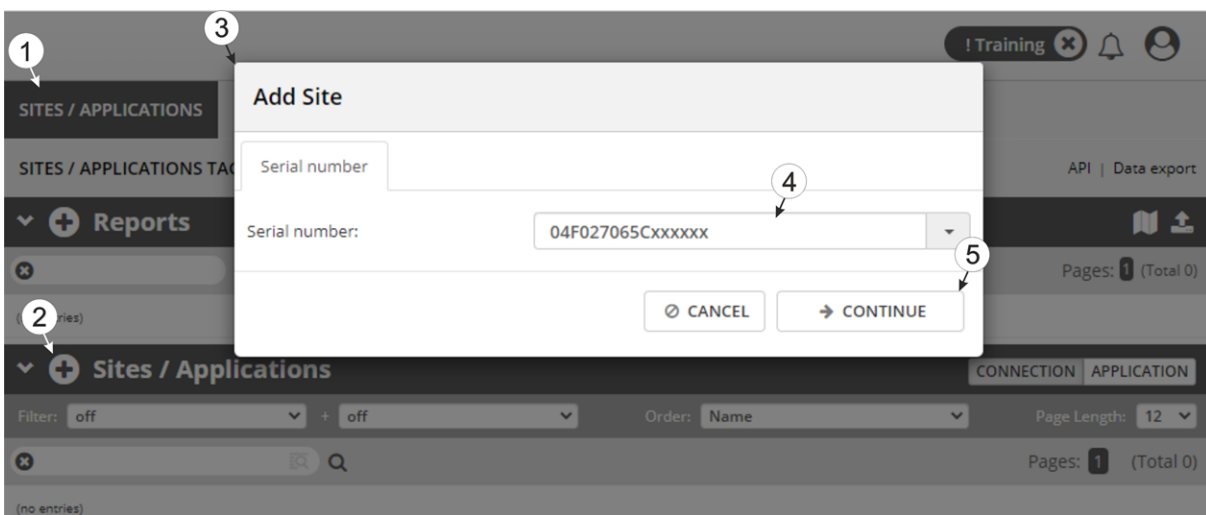 3
1
! Training
Add Site
SITES / APPLICATIONS
SITES / APPLICATIONS
Serial number
API | Data export
4
Reports
Serial number:
04F027065Cxxxxxx
5
Pages: 1 (Total 0)
CANCEL
CONTINUE
2
Sites / Applications
CONNECTION
APPLICATION
Filter: off + off Order: Name Page Length: 12
Pages: 1 (Total 0)
(no entries)